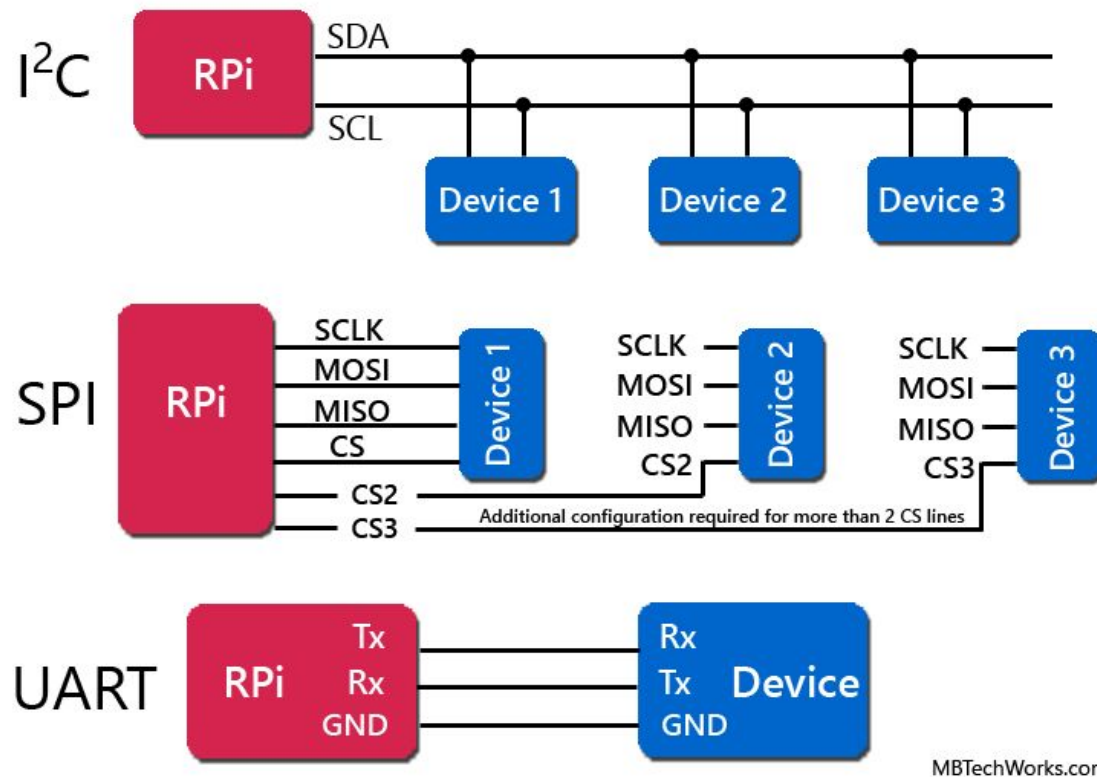 I²C
RPi
SDA
SCL
Device 1
Device 2
Device 3
SPI
RPi
SCLK
MOSI
MISO
CS
CS2
CS3
Device 1
SCLK
MOSI
MISO
CS2
Device 2
SCLK
MOSI
MISO
CS3
Device 3
Additional configuration required for more than 2 CS lines
UART
RPi
Tx
Rx
GND
Rx
Tx
GND
Device
MBTechWorks.com